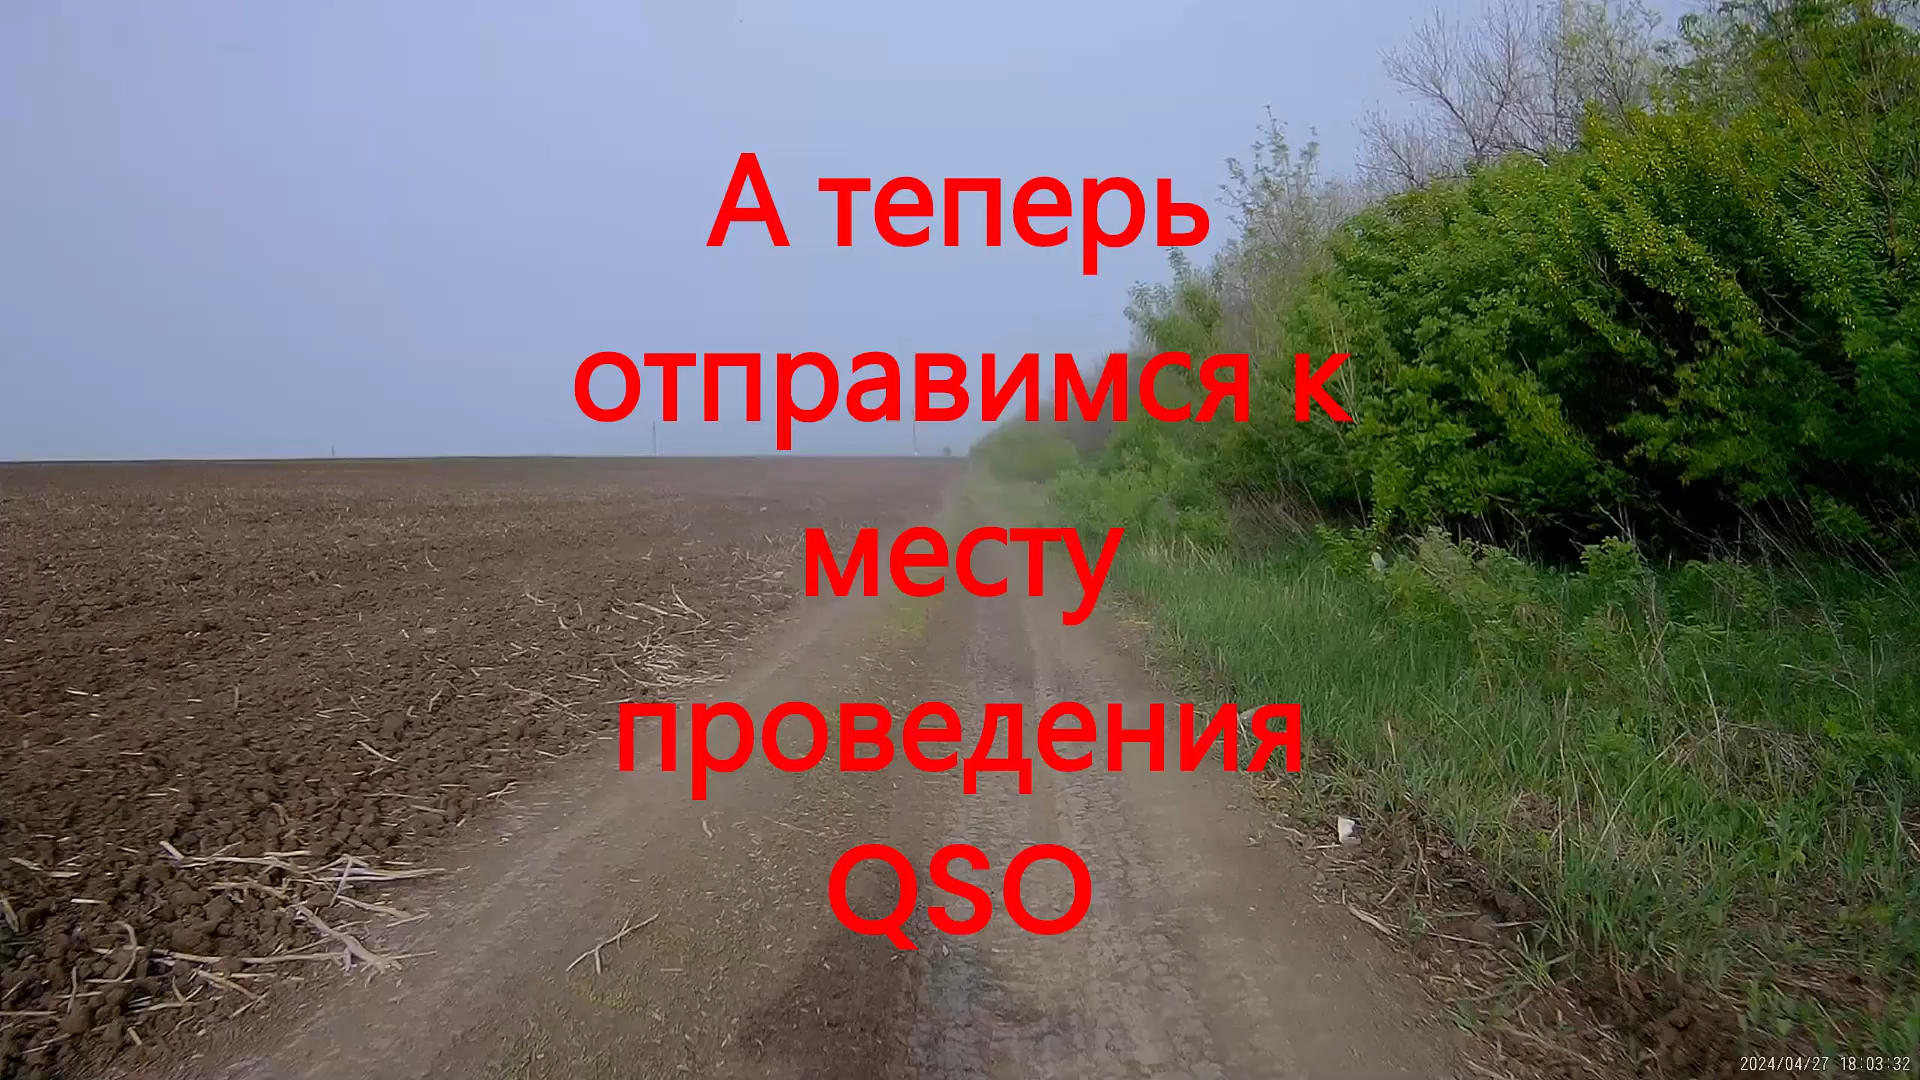 А теперь
отправимся к
месту
проведения
QSO
2024/04/27 18:03:32